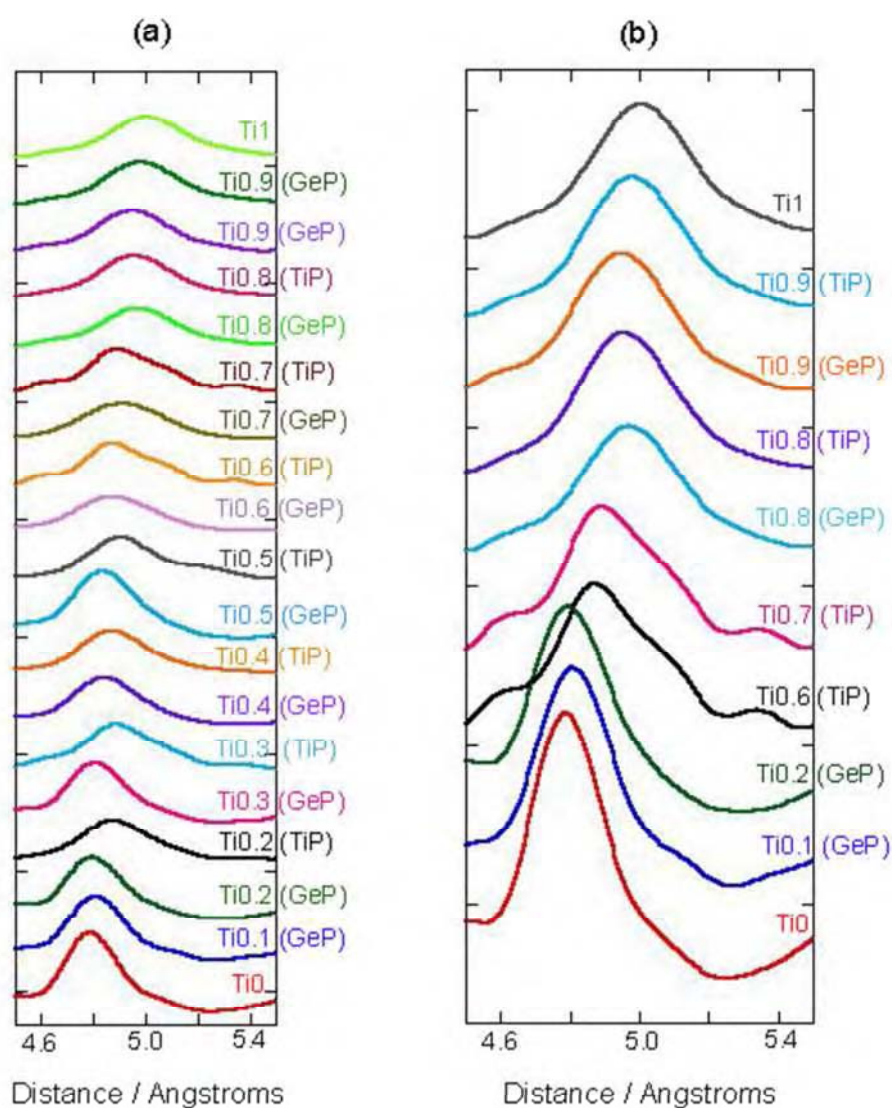 (a)
Ti1
Ti0.9 (GeP)
Ti0.9 (GeP)
Ti0.8 (TiP)
Ti0.8 (GeP)
Ti0.7 (TiP)
Ti0.7 (GeP)
Ti0.6 (TiP)
Ti0.6 (GeP)
Ti0.5 (TiP)
Ti0.5 (GeP)
Ti0.4 (TiP)
Ti0.4 (GeP)
Ti0.3 (TiP)
Ti0.3 (GeP)
Ti0.2 (TiP)
Ti0.2 (GeP)
Ti0.1 (GeP)
Ti0
4.6 5.0 5.4
Distance / Angstroms
(b)
Ti1
Ti0.9 (TiP)
Ti0.9 (GeP)
Ti0.8 (TiP)
Ti0.8 (GeP)
Ti0.7 (TiP)
Ti0.6 (TiP)
Ti0.2 (GeP)
Ti0.1 (GeP)
Ti0
4.6 5.0 5.4
Distance / Angstroms